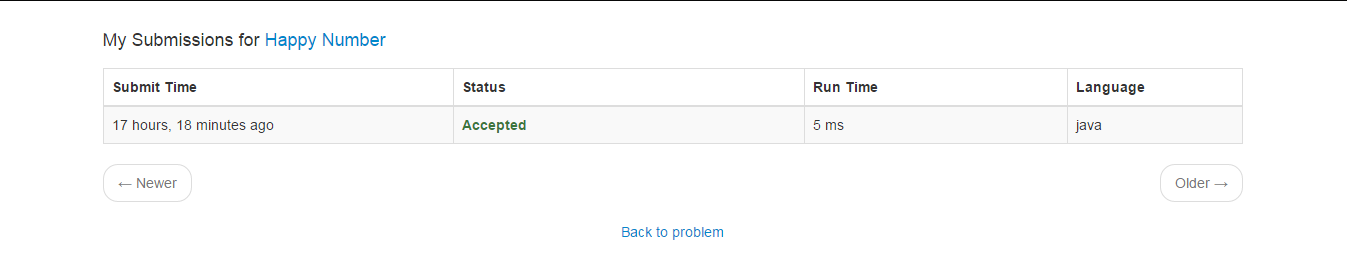 My Submissions for Happy Number
Submit Time Status Run Time Language
17 hours, 18 minutes ago Accepted 5 ms java
← Newer Older →
Back to problem